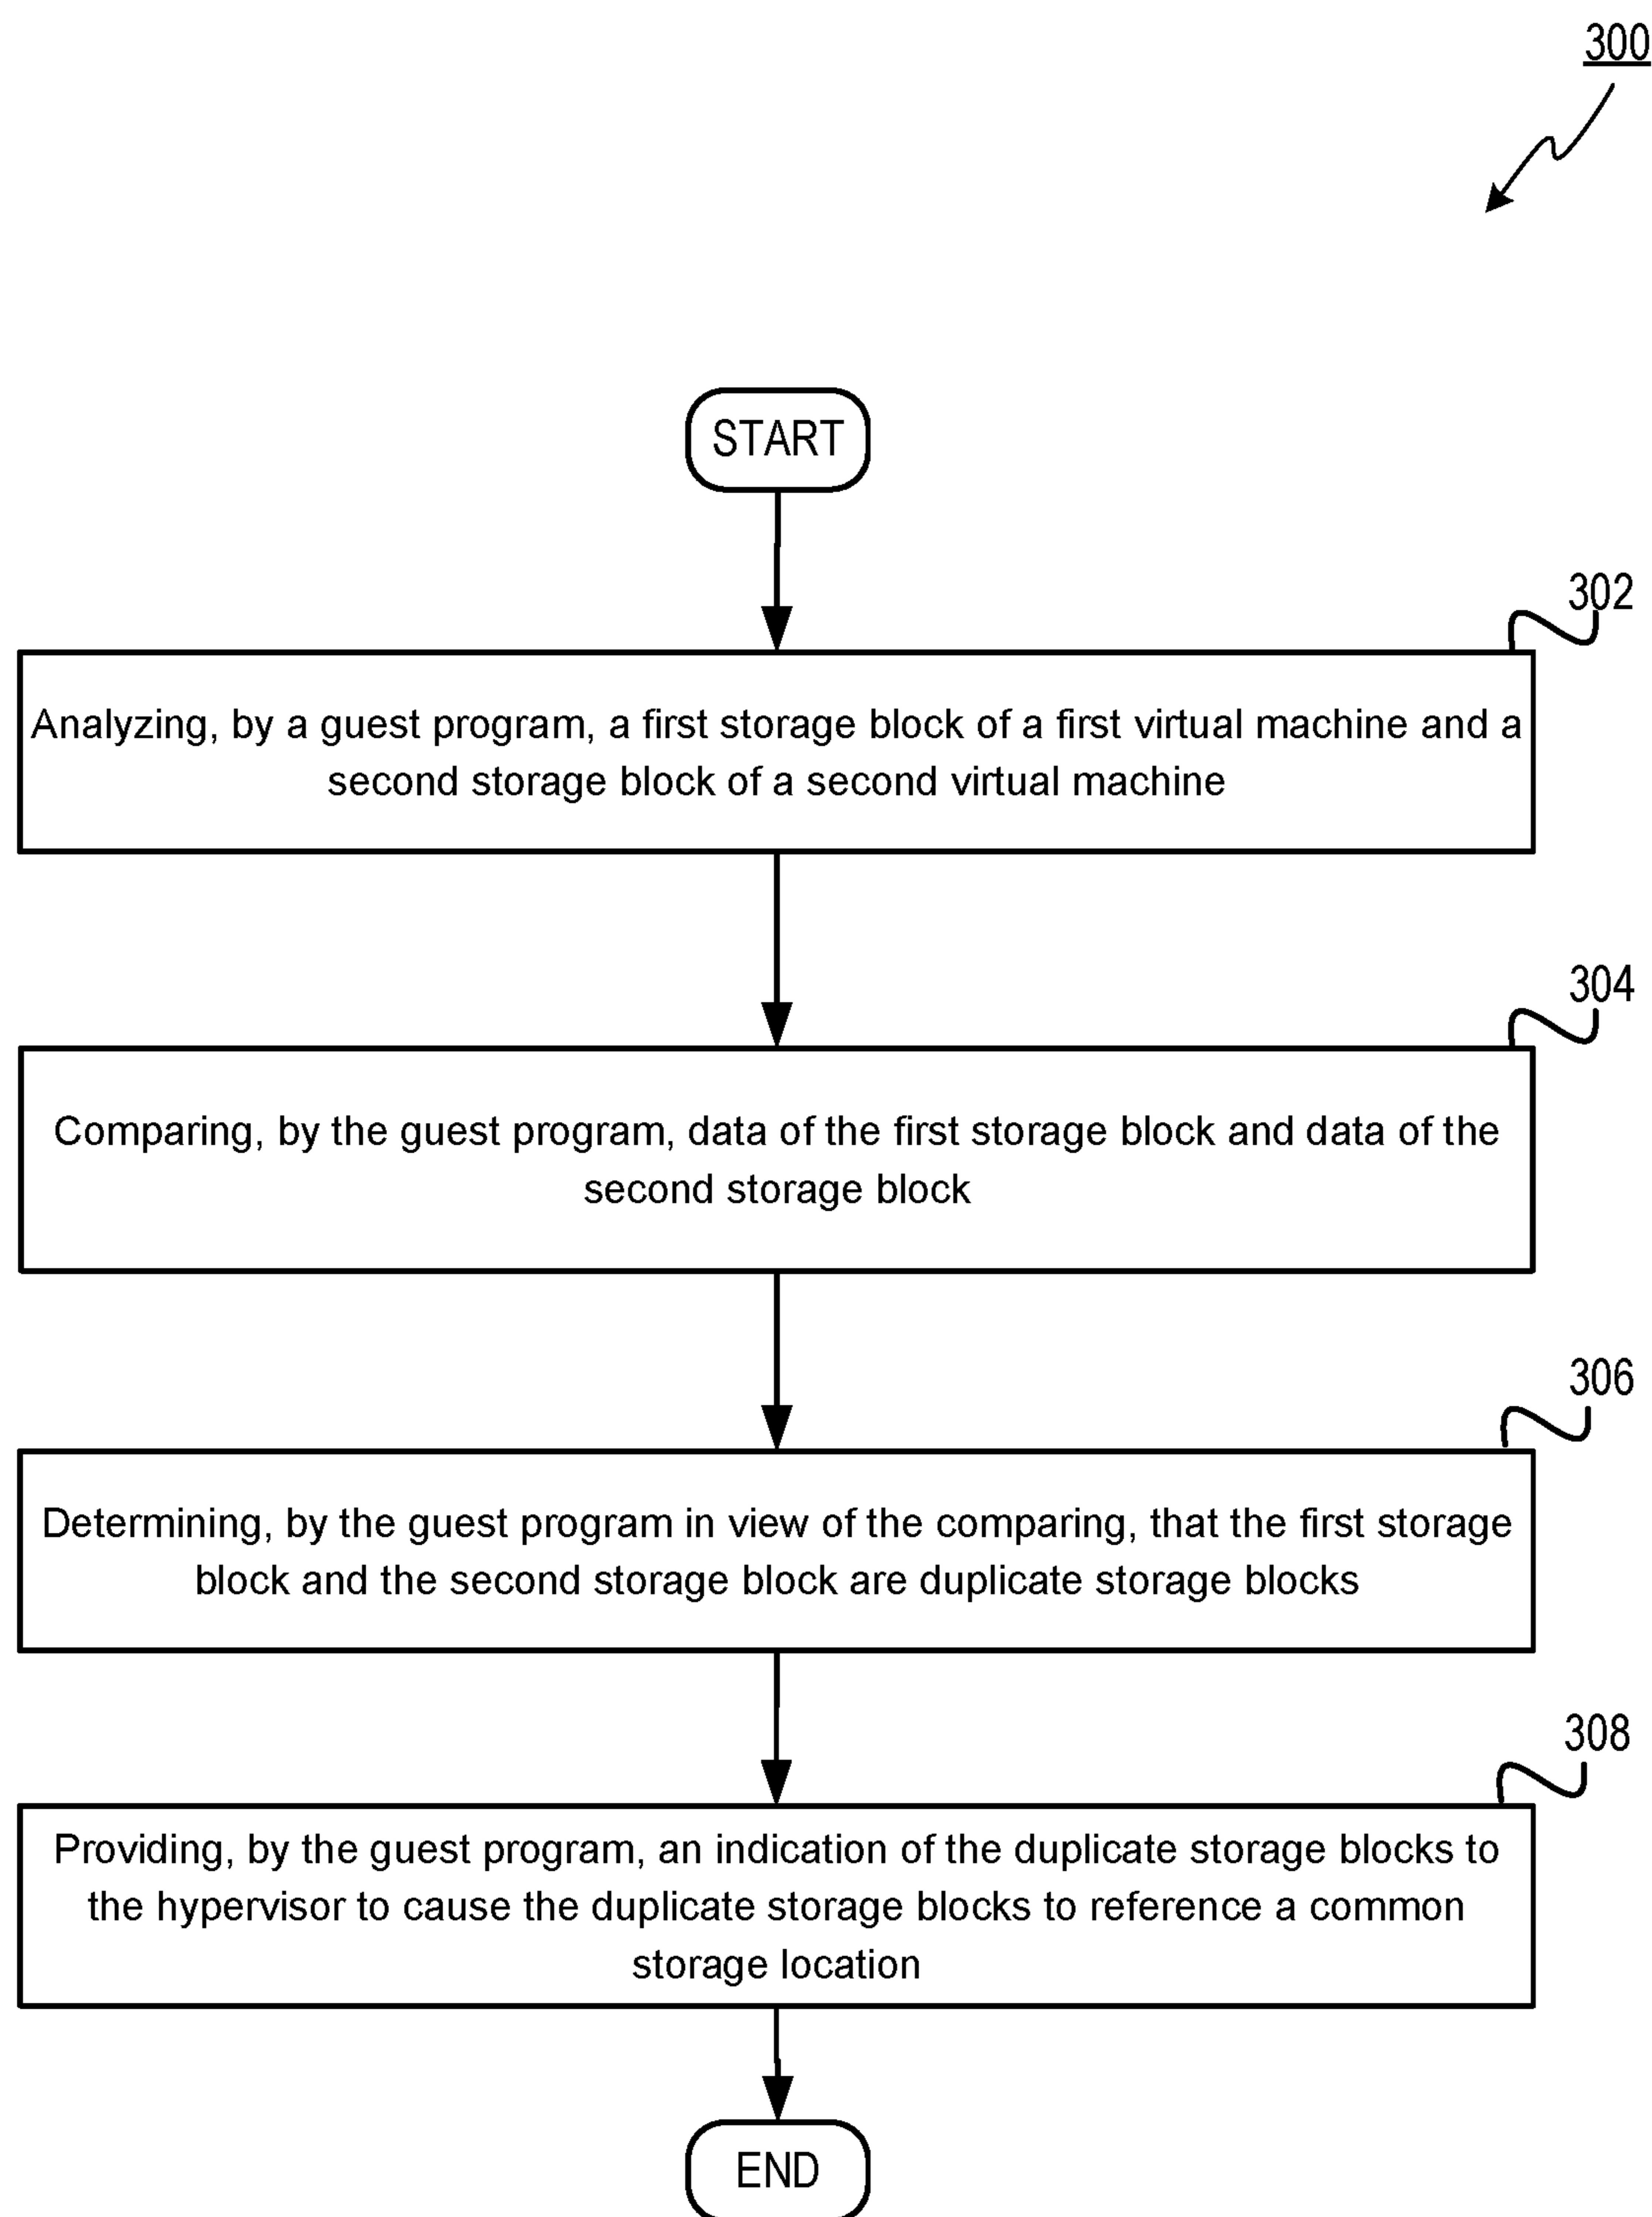 300
START
302
Analyzing, by a guest program, a first storage block of a first virtual machine and a
second storage block of a second virtual machine
304
Comparing, by the guest program, data of the first storage block and data of the
second storage block
306
Determining, by the guest program in view of the comparing, that the first storage
block and the second storage block are duplicate storage blocks
308
Providing, by the guest program, an indication of the duplicate storage blocks to
the hypervisor to cause the duplicate storage blocks to reference a common
storage location
END